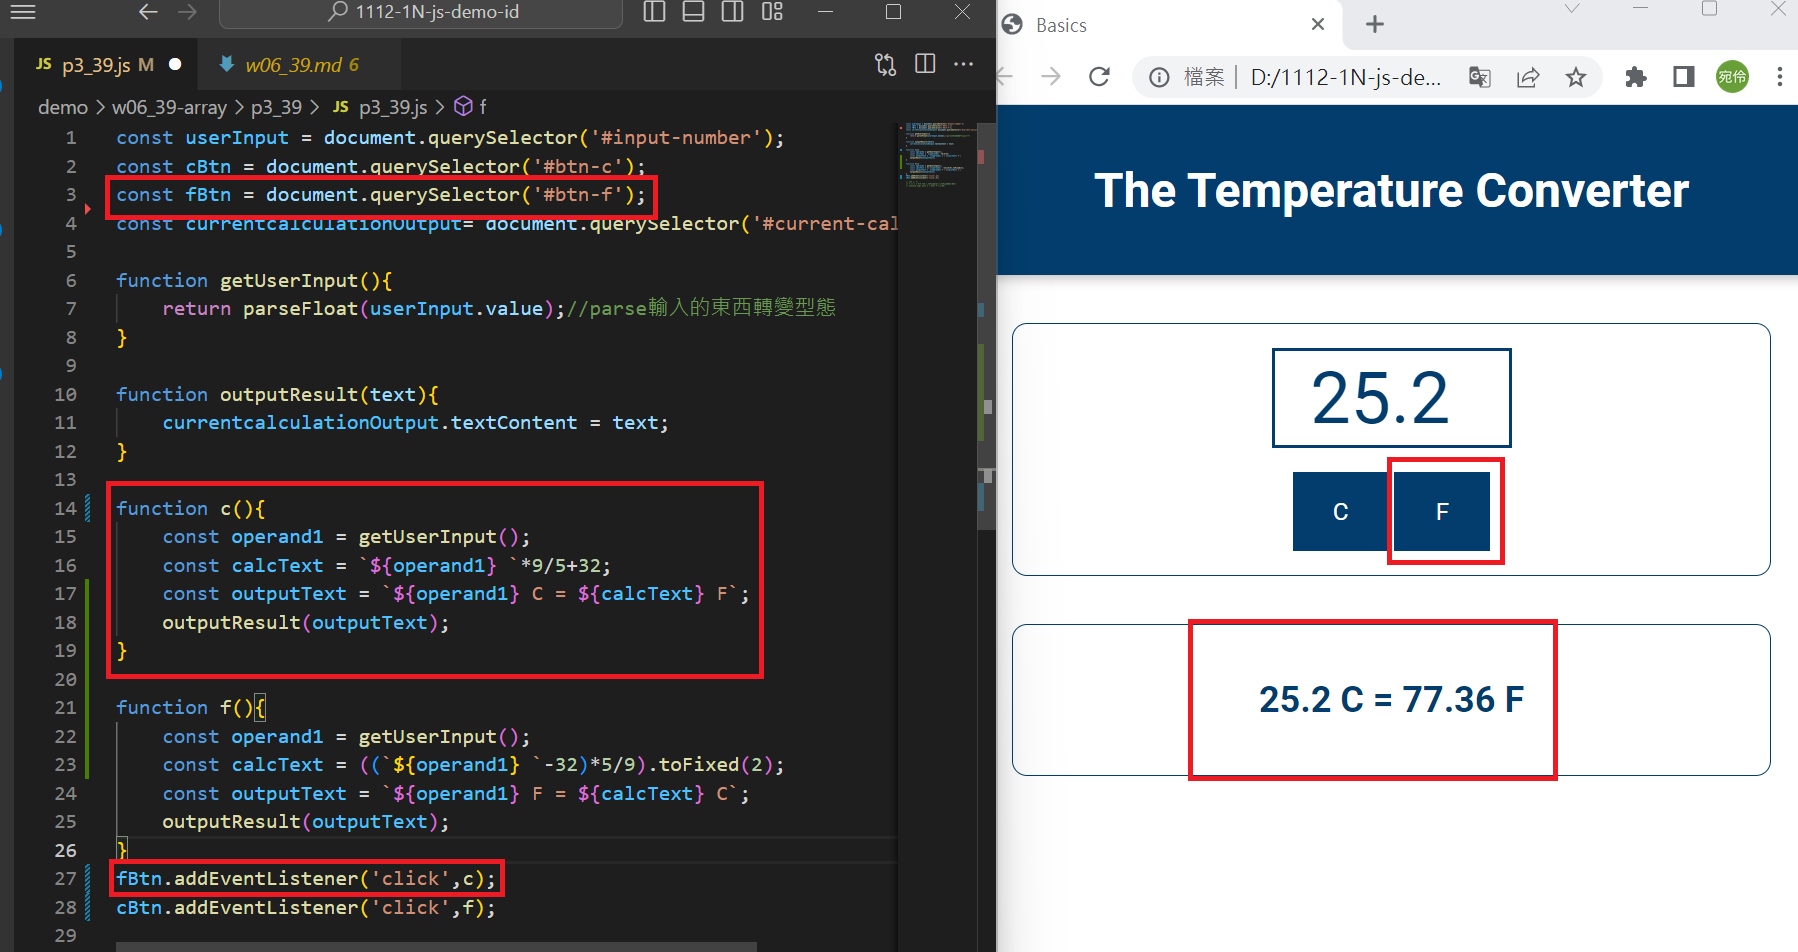 1112-1N-js-demo-id
JS p3_39.js M
w06_39.md 6
demo > w06_39-array > p3_39 > JS p3_39.js > f
1 const userInput = document.querySelector('#input-number');
2 const cBtn = document.querySelector('#btn-c');
3 const fBtn = document.querySelector('#btn-f');
4 const currentcalculationOutput= document.querySelector('#current-cal
5
6 function getUserInput(){
7 return parseFloat(userInput.value);//parse輸入的東西轉變型態
8 }
9
10 function outputResult(text){
11 currentcalculationOutput.textContent = text;
12 }
13
14 function c(){
15 const operand1 = getUserInput();
16 const calcText = `${operand1} `*9/5+32;
17 const outputText = `${operand1} C = ${calcText} F`;
18 outputResult(outputText);
19 }
20
21 function f(){
22 const operand1 = getUserInput();
23 const calcText = ((`${operand1} `-32)*5/9).toFixed(2);
24 const outputText = `${operand1} F = ${calcText} C`;
25 outputResult(outputText);
26 }
27 fBtn.addEventListener('click',c);
28 cBtn.addEventListener('click',f);
29
Basics
檔案 | D:/1112-1N-js-de...
宛伶
The Temperature Converter
25.2
C F
25.2 C = 77.36 F